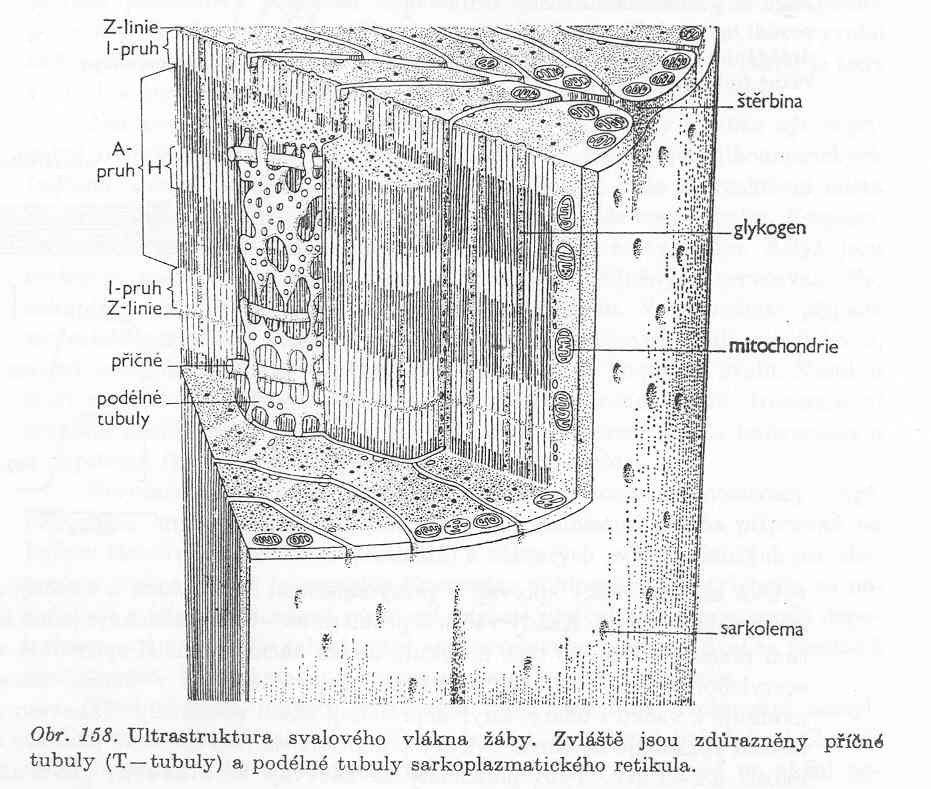 Z-linie
I-pruh
štěrbina
A-
pruh
H
glykogen
I-pruh
Z-linie
mitochondrie
příčné
podélné
tubuly
sarkolema
Obr. 158. Ultrastruktura svalového vlákna žáby. Zvláště jsou zdůrazněny příčné
tubuly (T—tubuly) a podélné tubuly sarkoplazmatického retikula.